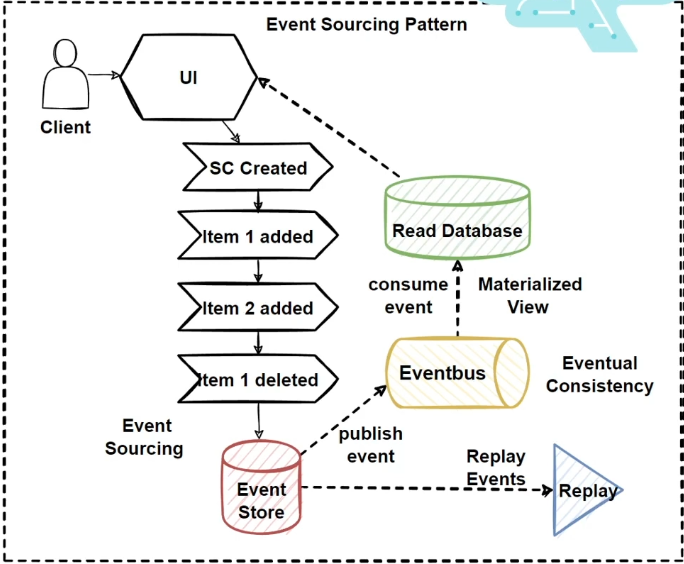 Event Sourcing Pattern
UI
Client
SC Created
Item 1 added
Read Database
consume
event
Materialized
View
Item 2 added
Item 1 deleted
Eventbus
Eventual
Consistency
Event
Sourcing
publish
event
Replay
Events
Event
Store
Replay